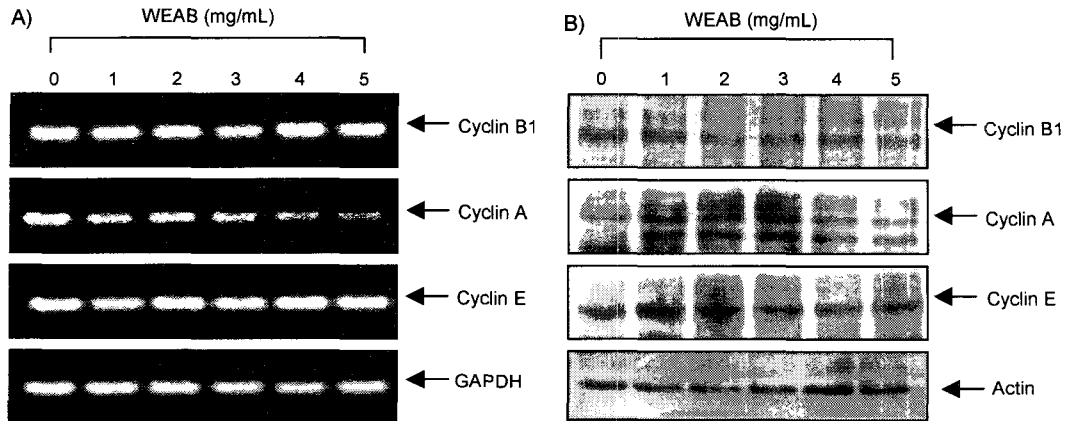 A)
WEAB (mg/mL)
0 1 2 3 4 5
Cyclin B1
Cyclin A
Cyclin E
GAPDH
B)
WEAB (mg/mL)
0 1 2 3 4 5
Cyclin B1
Cyclin A
Cyclin E
Actin